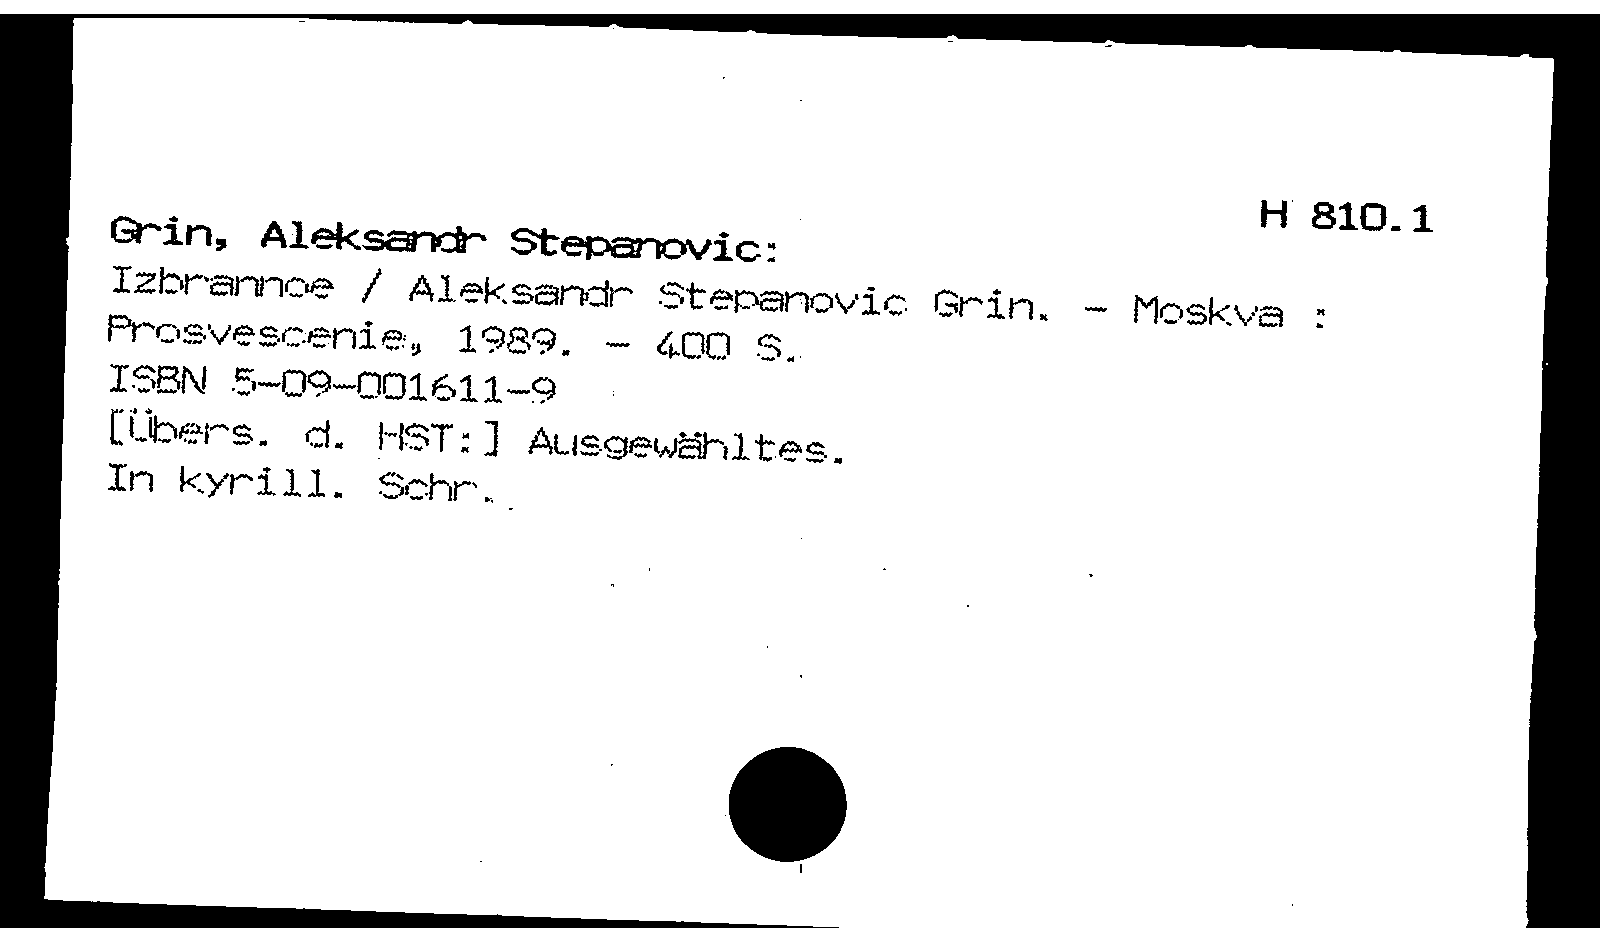 H 810.1
Grin, Aleksandr Stepanovic:
Izbrannoe / Aleksandr Stepanovic Grin. - Moskva :
Prosvescenie, 1989. - 400 S.
ISBN 5-09-001611-9
[Übers. d. HST:] Ausgewähltes.
In kyrill. Schr.